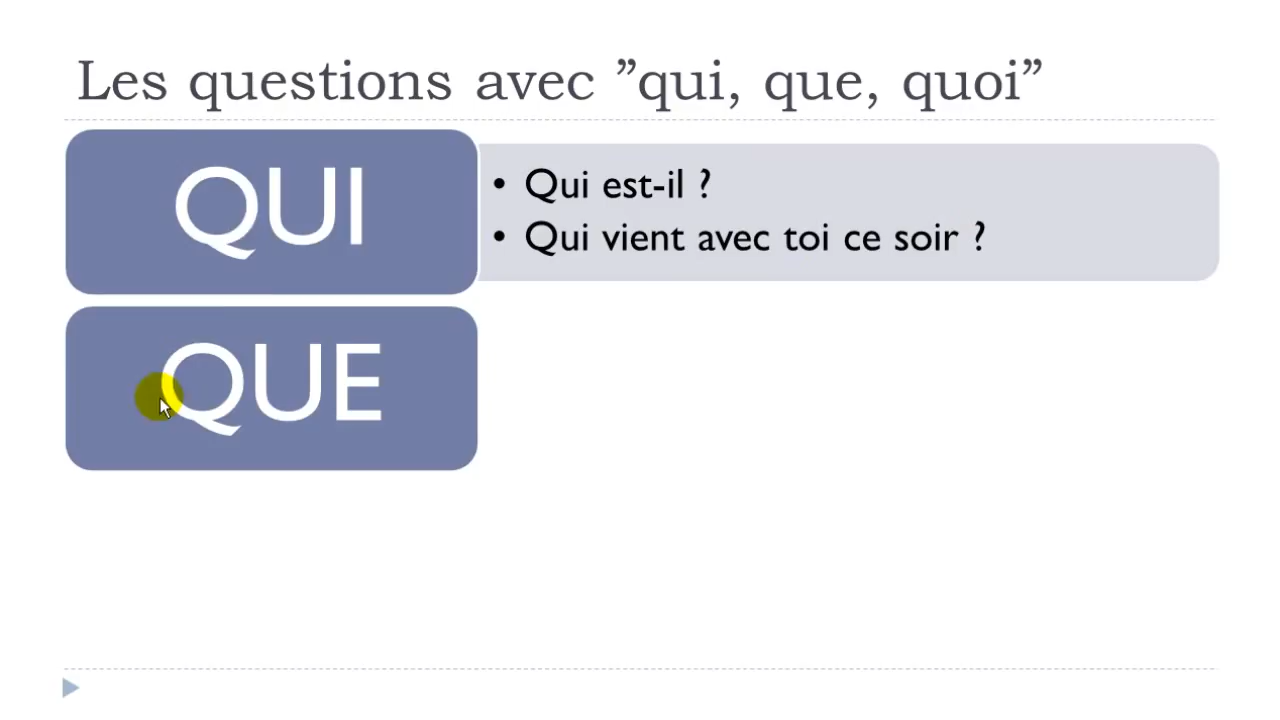 Les questions avec ”qui, que, quoi”
QUI
• Qui est-il ?
• Qui vient avec toi ce soir ?
QUE